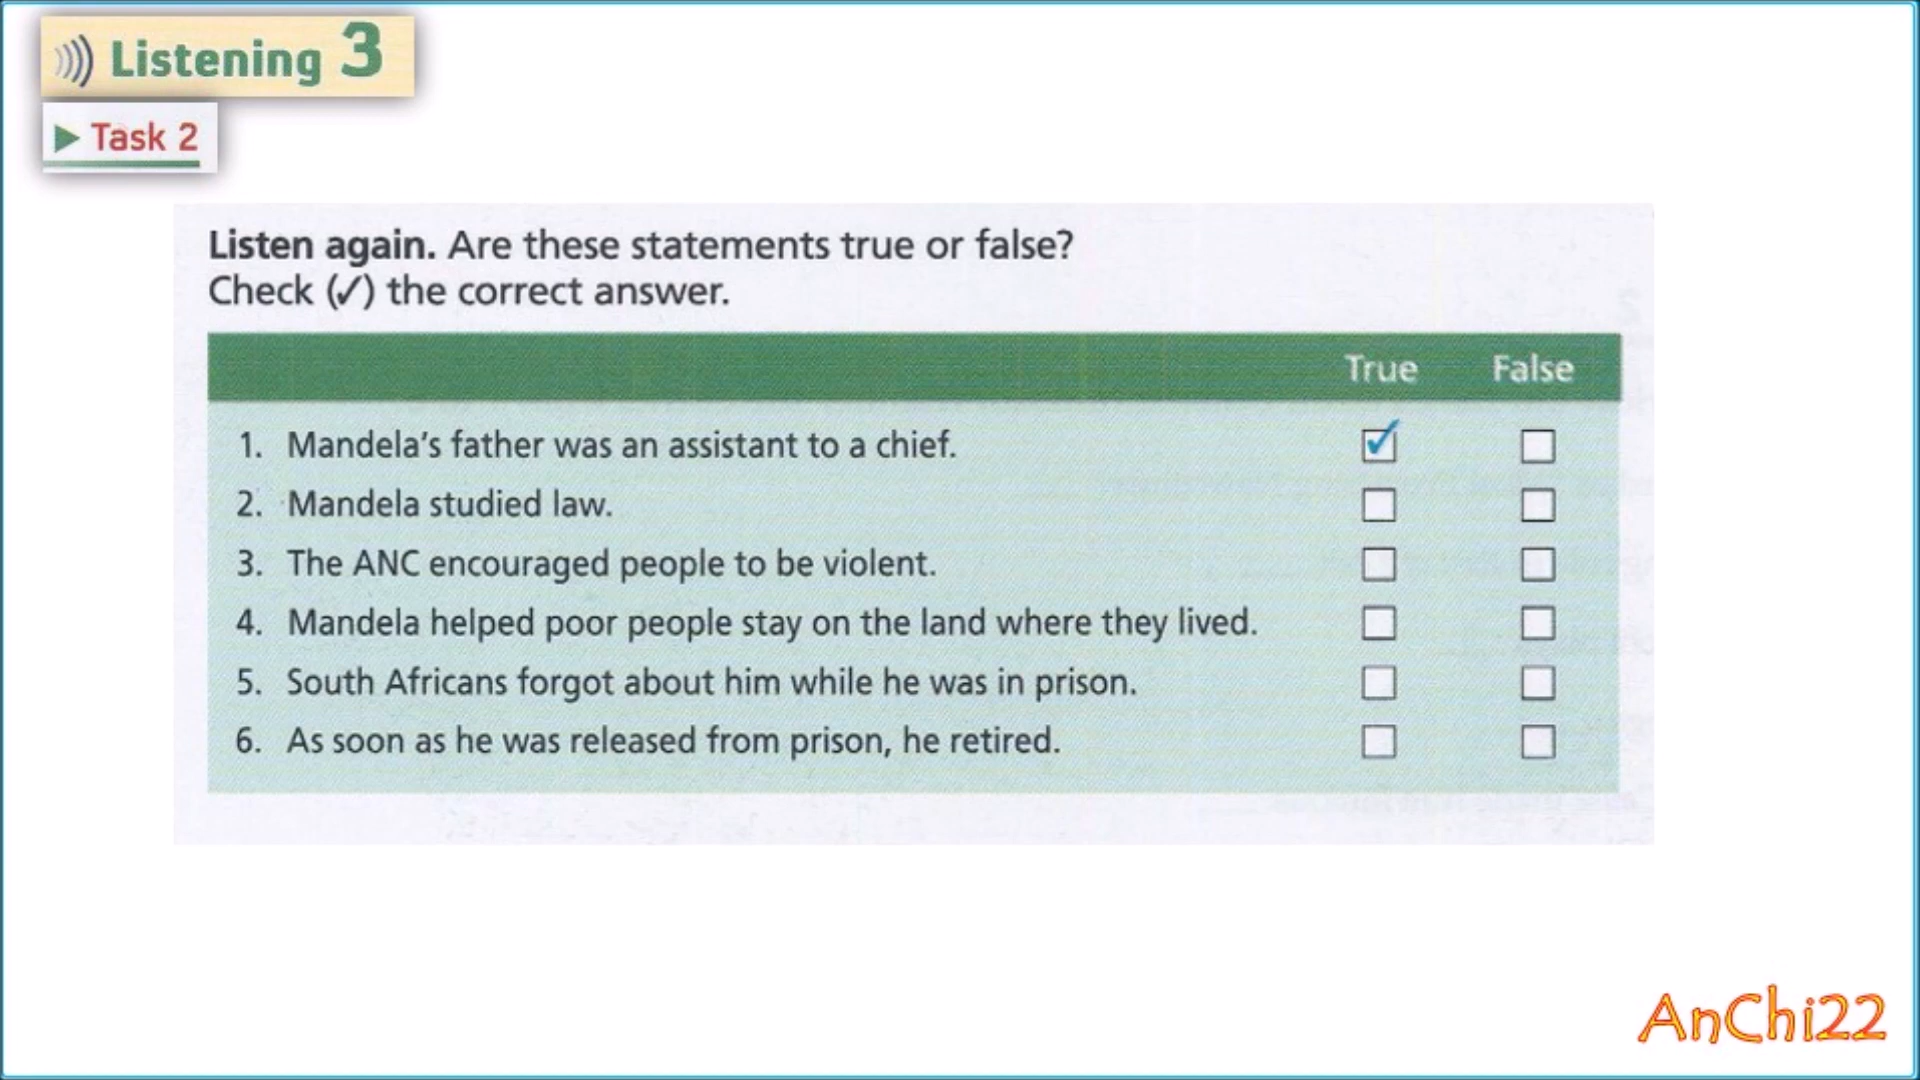 Listening 3
Task 2
Listen again. Are these statements true or false?
Check (✓) the correct answer.
True False
1. Mandela's father was an assistant to a chief.
2. Mandela studied law.
3. The ANC encouraged people to be violent.
4. Mandela helped poor people stay on the land where they lived.
5. South Africans forgot about him while he was in prison.
6. As soon as he was released from prison, he retired.
AnChi22